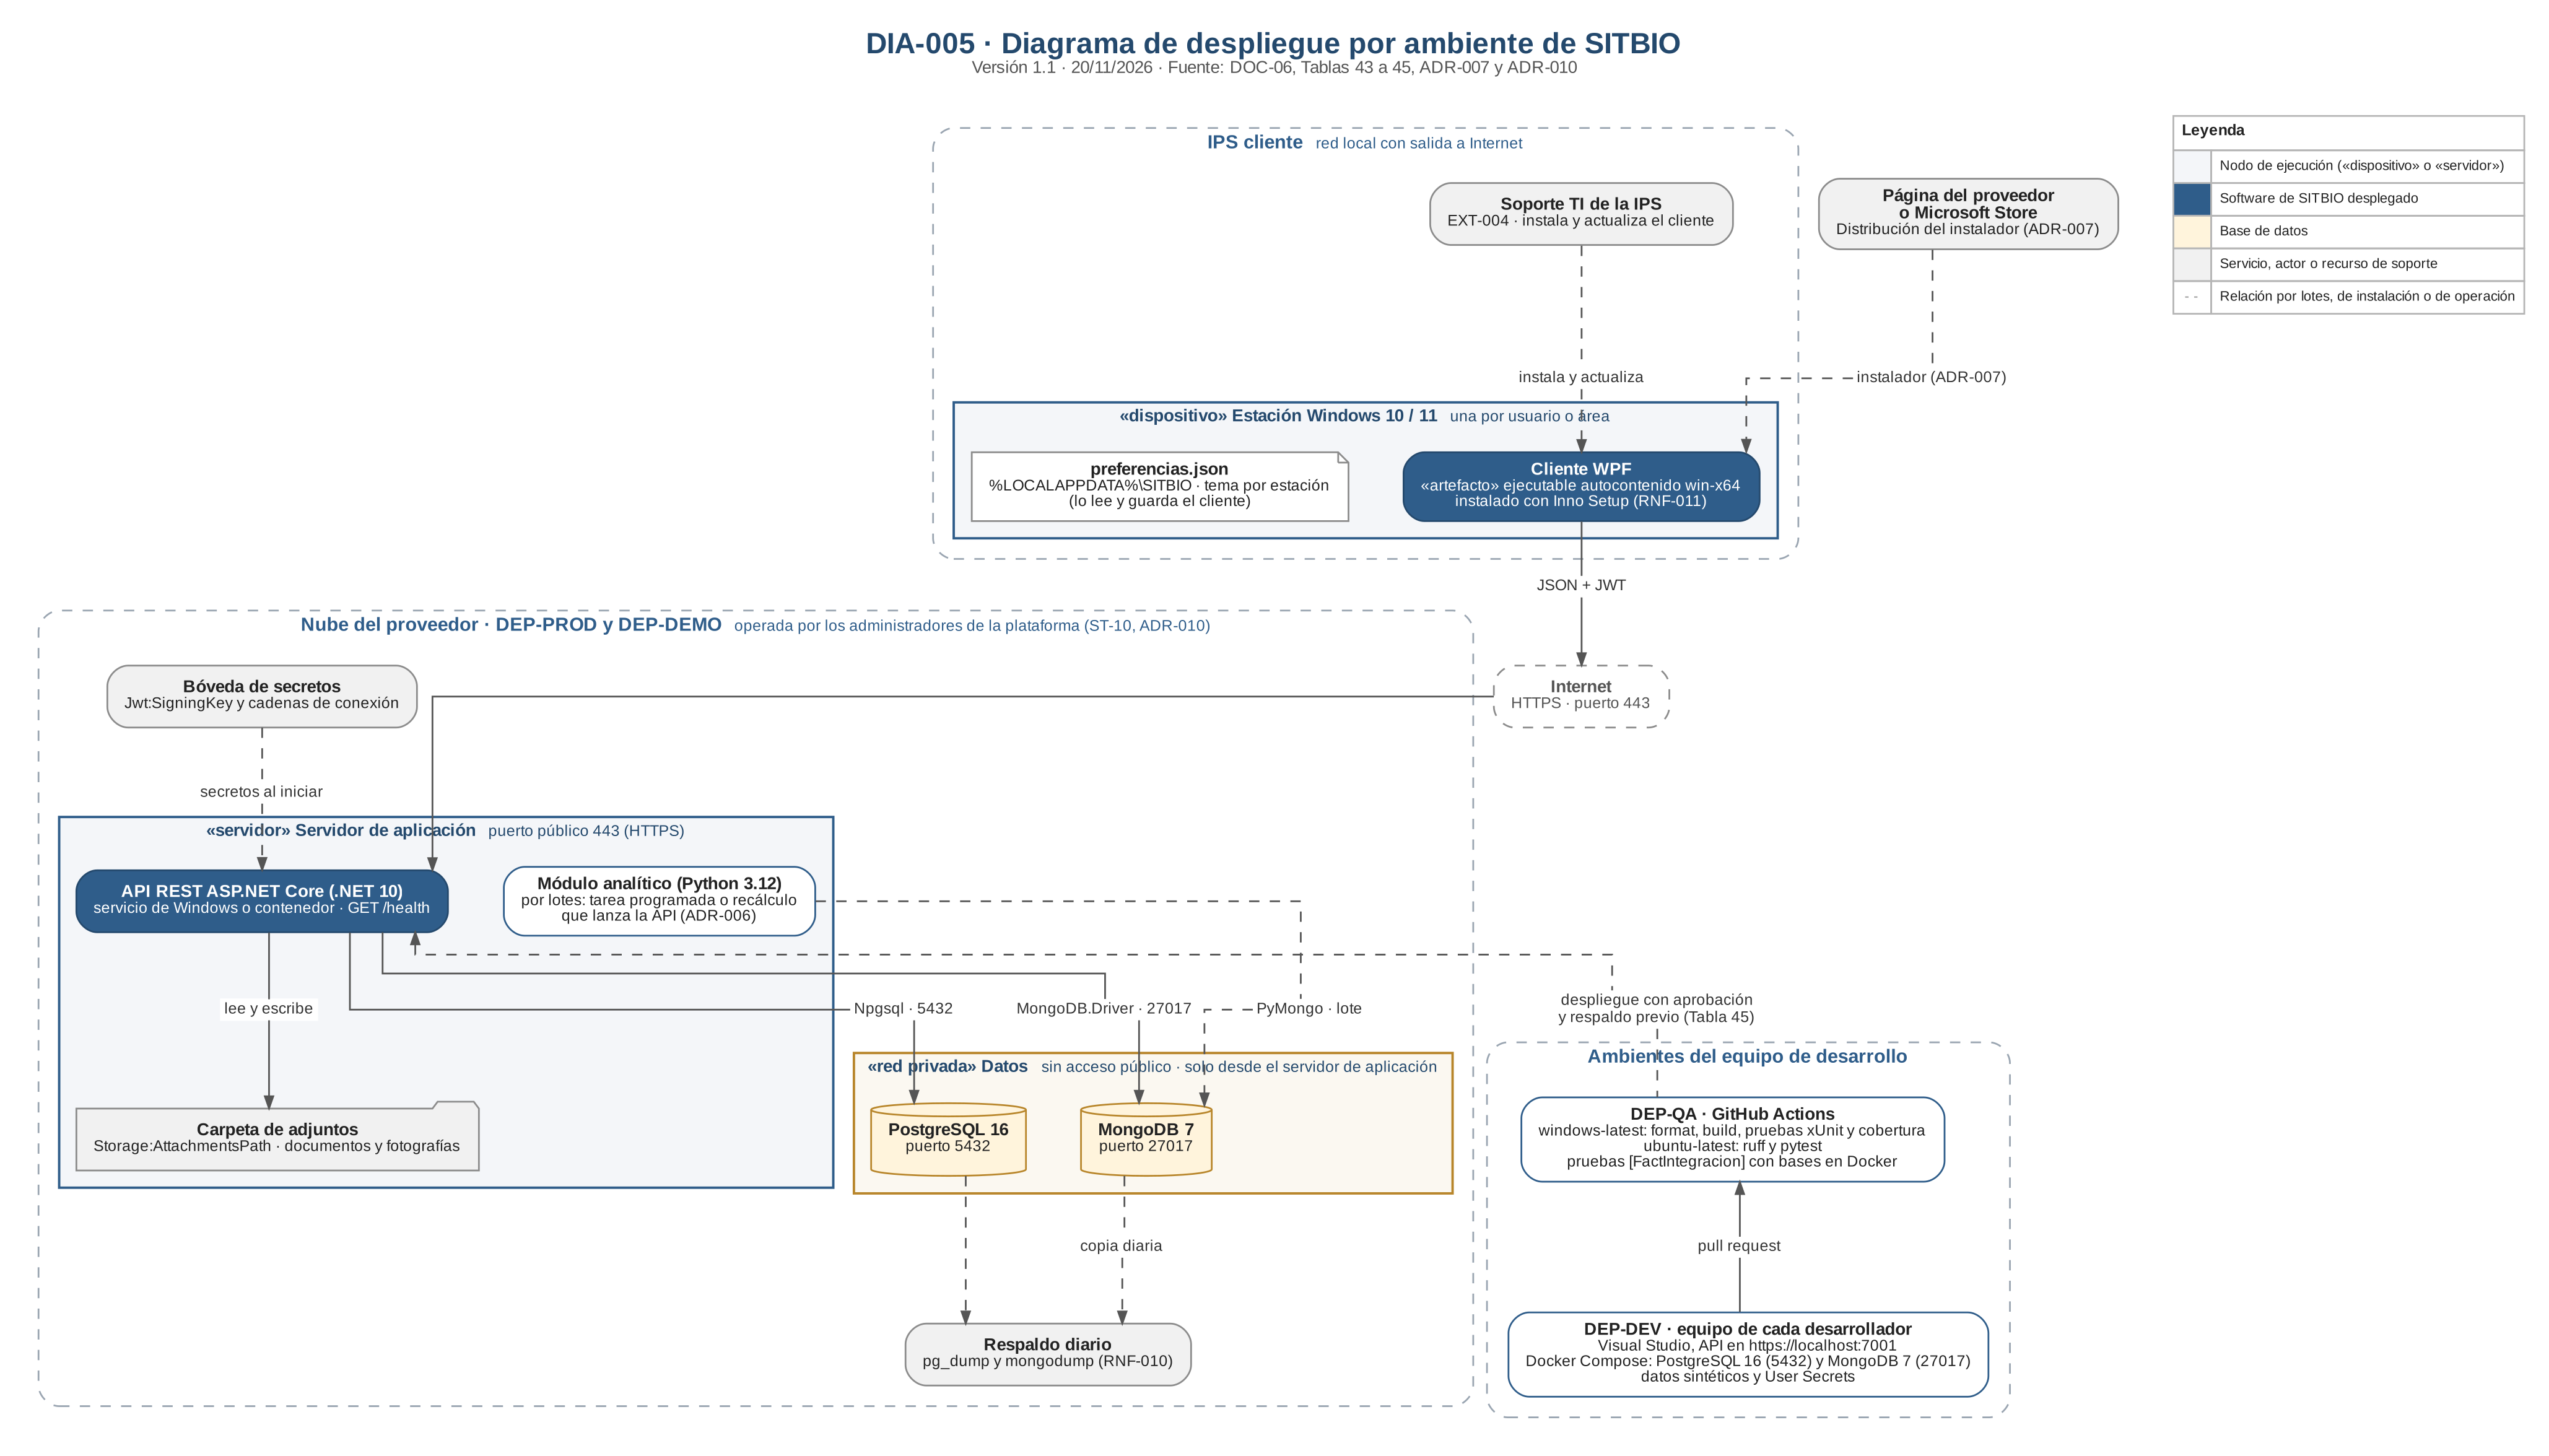 DIA-005 · Diagrama de despliegue por ambiente de SITBIO
Versión 1.1 · 20/11/2026 · Fuente: DOC-06, Tablas 43 a 45, ADR-007 y ADR-010
IPS cliente red local con salida a Internet
Soporte TI de la IPS
EXT-004 · instala y actualiza el cliente
Página del proveedor
o Microsoft Store
Distribución del instalador (ADR-007)
Leyenda
Nodo de ejecución («dispositivo» o «servidor»)
Software de SITBIO desplegado
Base de datos
Servicio, actor o recurso de soporte
- - Relación por lotes, de instalación o de operación
instala y actualiza
instalador (ADR-007)
«dispositivo» Estación Windows 10 / 11 una por usuario o área
preferencias.json
%LOCALAPPDATA%\SITBIO · tema por estación
(lo lee y guarda el cliente)
Cliente WPF
«artefacto» ejecutable autocontenido win-x64
instalado con Inno Setup (RNF-011)
JSON + JWT
Nube del proveedor · DEP-PROD y DEP-DEMO operada por los administradores de la plataforma (ST-10, ADR-010)
Bóveda de secretos
Jwt:SigningKey y cadenas de conexión
Internet
HTTPS · puerto 443
secretos al iniciar
«servidor» Servidor de aplicación puerto público 443 (HTTPS)
API REST ASP.NET Core (.NET 10)
servicio de Windows o contenedor · GET /health
Módulo analítico (Python 3.12)
por lotes: tarea programada o recálculo
que lanza la API (ADR-006)
lee y escribe
Npgsql · 5432
MongoDB.Driver · 27017
PyMongo · lote
despliegue con aprobación
y respaldo previo (Tabla 45)
«red privada» Datos sin acceso público · solo desde el servidor de aplicación
Ambientes del equipo de desarrollo
Carpeta de adjuntos
Storage:AttachmentsPath · documentos y fotografías
PostgreSQL 16
puerto 5432
MongoDB 7
puerto 27017
DEP-QA · GitHub Actions
windows-latest: format, build, pruebas xUnit y cobertura
ubuntu-latest: ruff y pytest
pruebas [FactIntegracion] con bases en Docker
copia diaria
pull request
Respaldo diario
pg_dump y mongodump (RNF-010)
DEP-DEV · equipo de cada desarrollador
Visual Studio, API en https://localhost:7001
Docker Compose: PostgreSQL 16 (5432) y MongoDB 7 (27017)
datos sintéticos y User Secrets